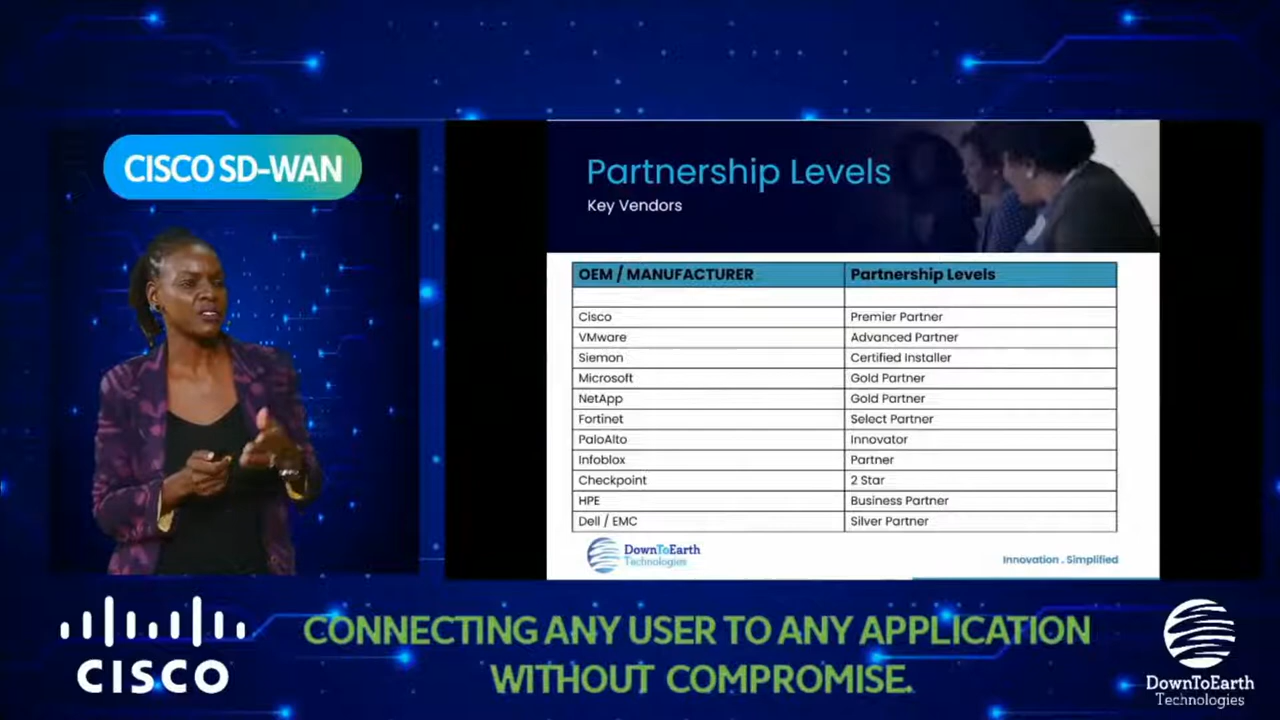 CISCO SD-WAN
Partnership Levels
Key Vendors
OEM / MANUFACTURER Partnership Levels
Cisco Premier Partner
VMware Advanced Partner
Siemon Certified Installer
Microsoft Gold Partner
NetApp Gold Partner
Fortinet Select Partner
PaloAlto Innovator
Infoblox Partner
Checkpoint 2 Star
HPE Business Partner
Dell / EMC Silver Partner
DownToEarth
Technologies
Innovation . Simplified
CISCO
CONNECTING ANY USER TO ANY APPLICATION
WITHOUT COMPROMISE.
DownToEarth
Technologies